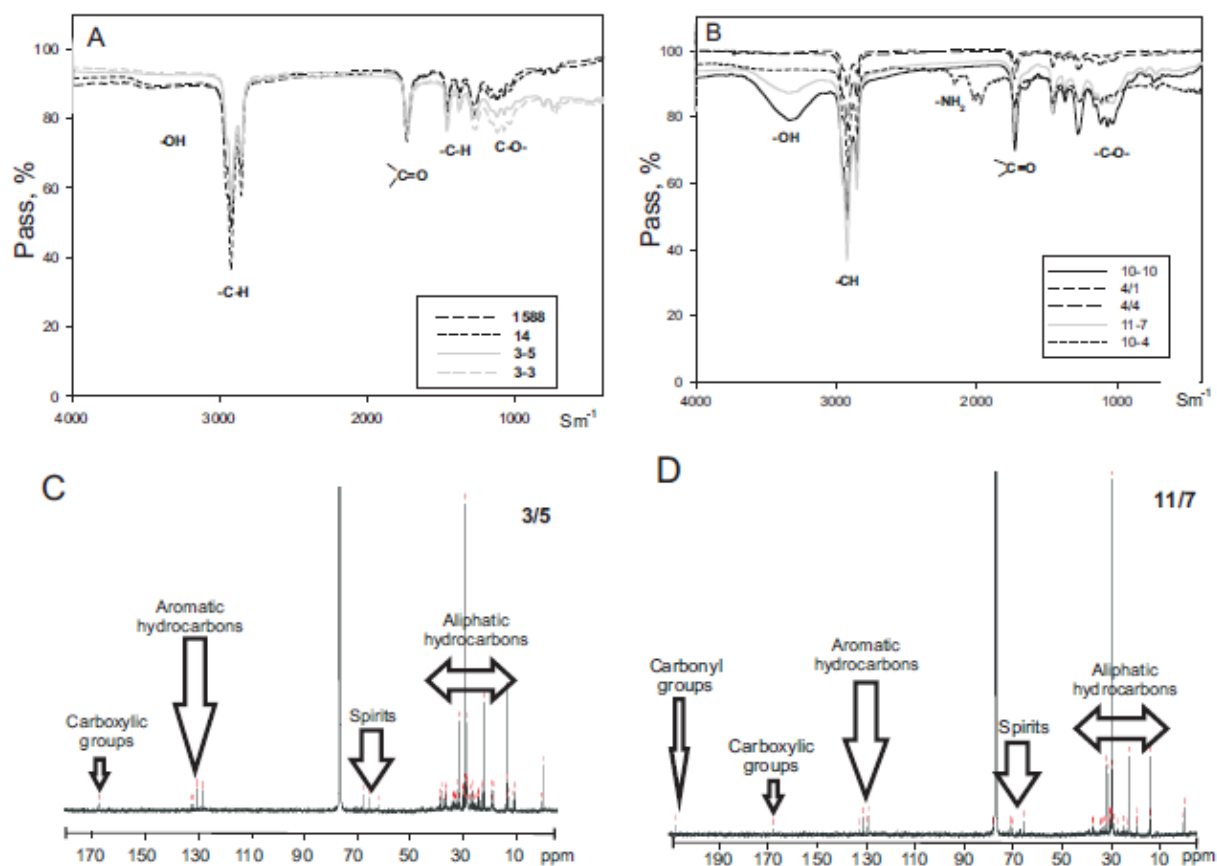 A
Pass, %
100
80
60
40
20
0
-OH
-C-H
C=O
-C-H
C-O-
1588
14
3-5
3-3
4000
3000
2000
1000
Sm⁻¹
B
Pass, %
100
80
60
40
20
0
-OH
-CH
-NH₂
C=O
-C-O-
10-10
4/1
4/4
11-7
10-4
4000
3000
2000
1000
Sm⁻¹
C
3/5
Aromatic
hydrocarbons
Aliphatic
hydrocarbons
Carboxylic
groups
Spirits
170
150
130
110
90
70
50
30
10
ppm
D
11/7
Carbonyl
groups
Carboxylic
groups
Aromatic
hydrocarbons
Spirits
Aliphatic
hydrocarbons
190
170
150
130
110
90
70
50
30
10
ppm